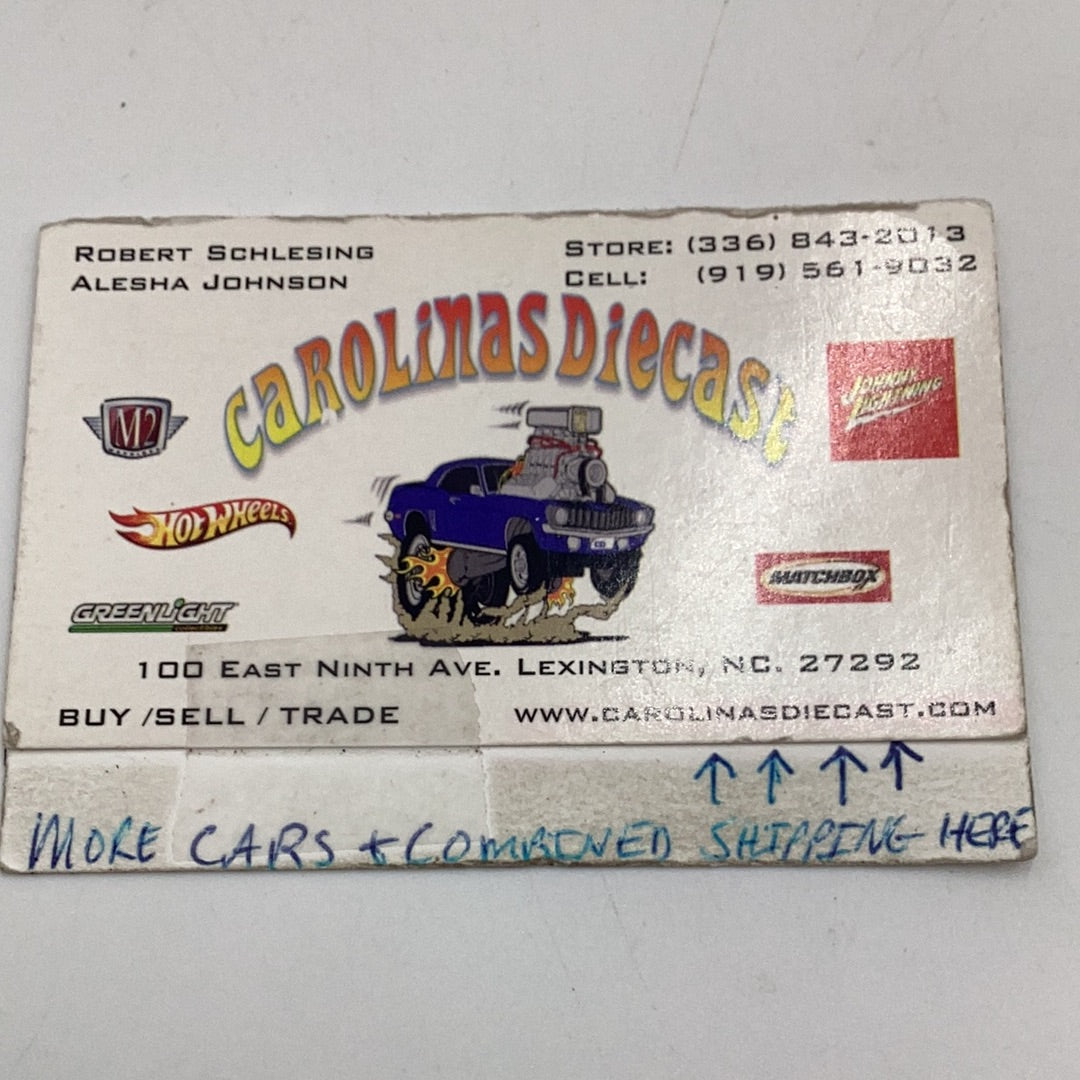 ROBERT SCHLESING
ALESHA JOHNSON
STORE: (336) 843-2013
CELL: (919) 561-9032
CAROLINAS DIECAST
M2
JOHNNY LIGHTNING
HOT WHEELS
MATCHBOX
GREENLIGHT
100 EAST NINTH AVE. LEXINGTON, NC. 27292
BUY /SELL / TRADE
WWW.CAROLINASDIECAST.COM
MORE CARS + COMBINED SHIPPING HERE